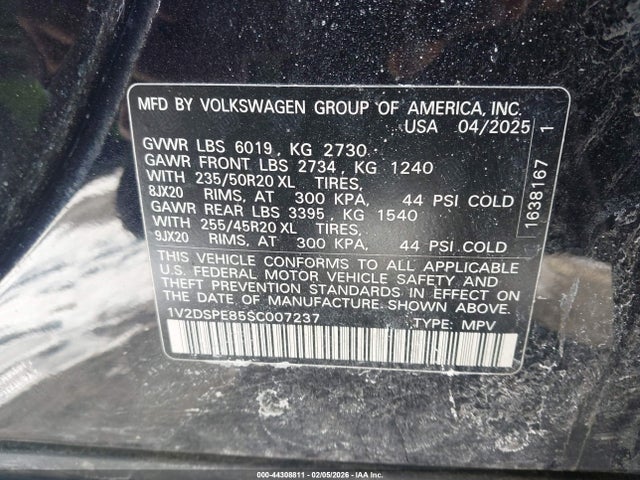 MFD BY VOLKSWAGEN GROUP OF AMERICA, INC.
USA 04/2025
GVWR LBS 6019, KG 2730.
GAWR FRONT LBS 2734, KG 1240
WITH 235/50R20 XL TIRES,
8JX20 RIMS, AT 300 KPA, 44 PSI COLD
GAWR REAR LBS 3395, KG 1540
WITH 255/45R20 XL TIRES,
9JX20 RIMS, AT 300 KPA, 44 PSI COLD
THIS VEHICLE CONFORMS TO ALL APPLICABLE
U.S. FEDERAL MOTOR VEHICLE SAFETY AND
THEFT PREVENTION STANDARDS IN EFFECT ON
THE DATE OF MANUFACTURE SHOWN ABOVE.
1V2DSPE85SC007237 TYPE: MPV
1638167 1
000-44308811 - 02/05/2026 - IAA Inc.